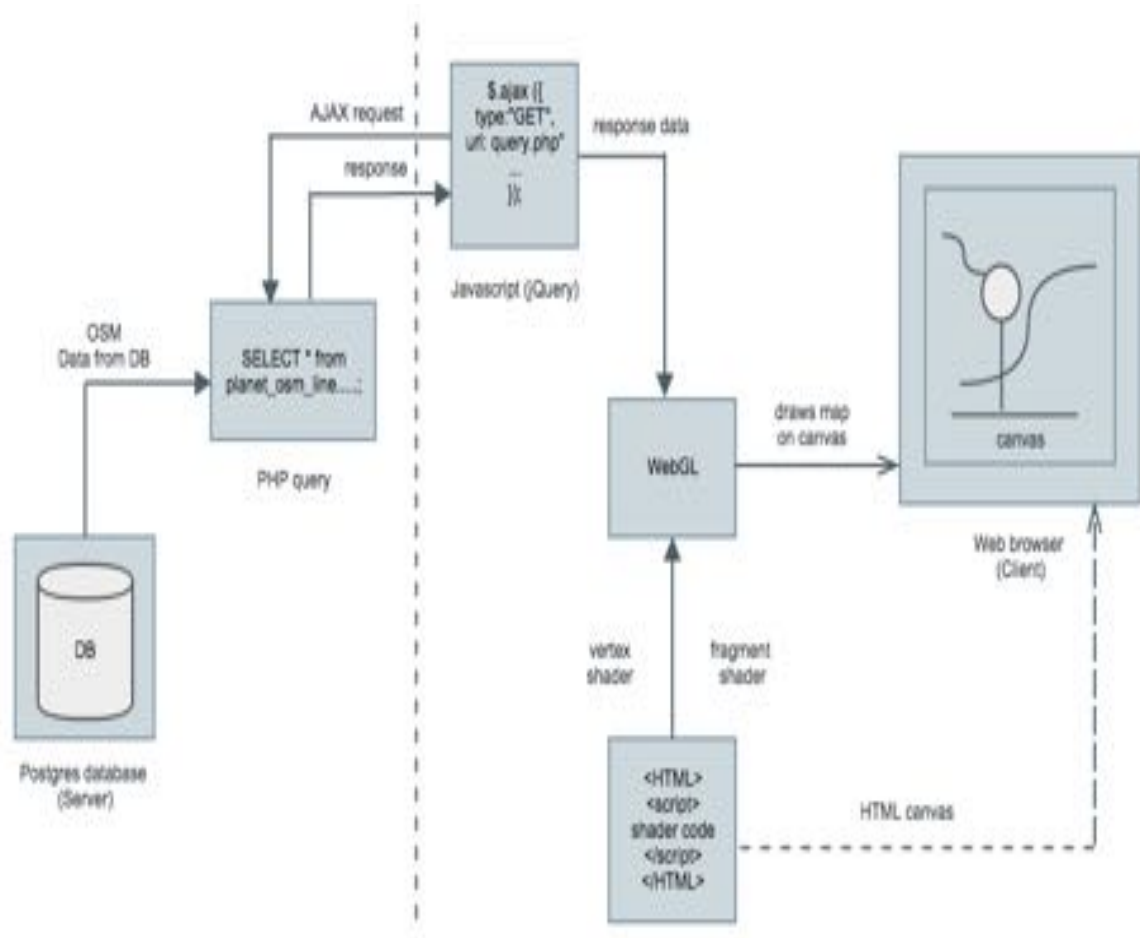 $.ajax ({
type:"GET",
url: query.php"
...
});
AJAX request
response
response data
Javascript (jQuery)
OSM
Data from DB
SELECT * from
planet_osm_line.....;
PHP query
DB
Postgres database
(Server)
WebGL
draws map
on canvas
canvas
Web browser
(Client)
vertex
shader
fragment
shader
<HTML>
<script>
shader code
</script>
</HTML>
HTML canvas